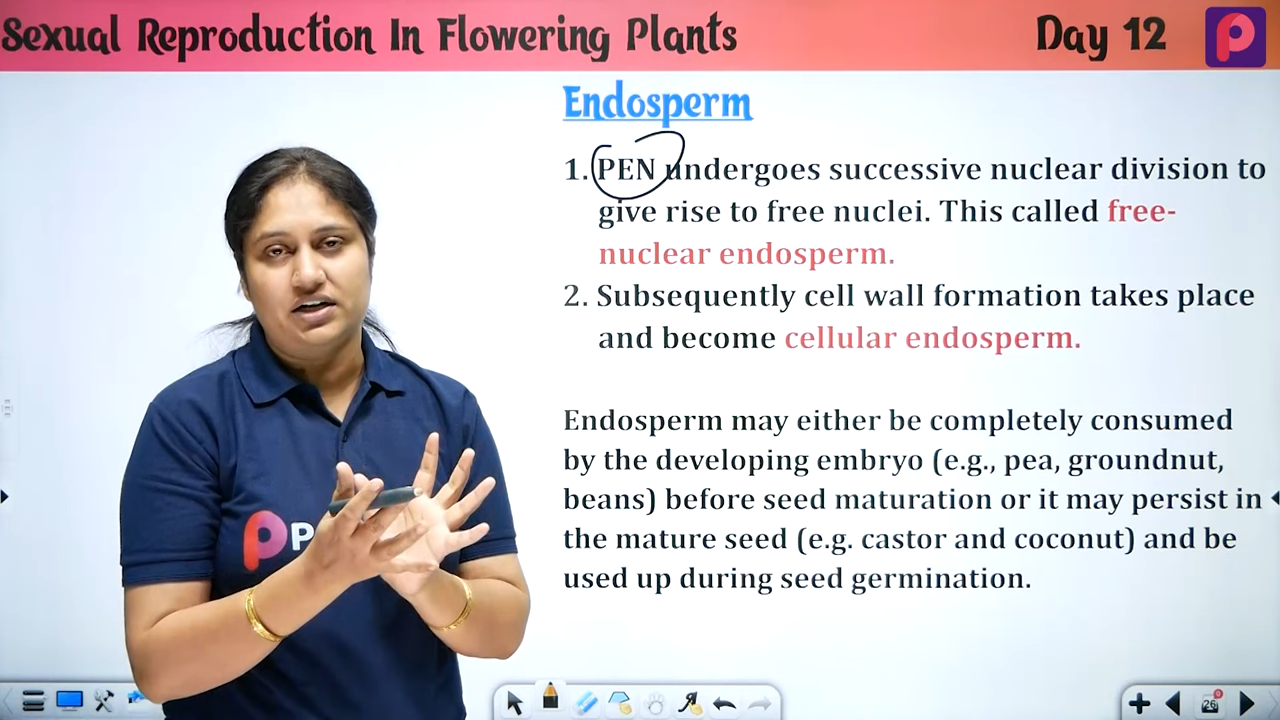 Sexual Reproduction In Flowering Plants
Day 12
Endosperm
1. PEN undergoes successive nuclear division to
give rise to free nuclei. This called free-
nuclear endosperm.
2. Subsequently cell wall formation takes place
and become cellular endosperm.
Endosperm may either be completely consumed
by the developing embryo (e.g., pea, groundnut,
beans) before seed maturation or it may persist in
the mature seed (e.g. castor and coconut) and be
used up during seed germination.
P
26